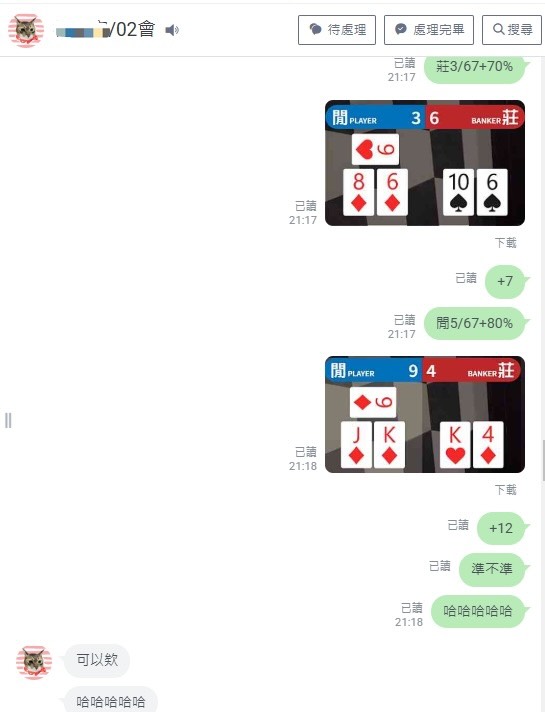 /02會
待處理
處理完畢
搜尋
莊3/67+70%
已讀
21:17
閒 PLAYER 3 6 BANKER 莊
9
8 6 10 6
已讀
21:17
下載
已讀
+7
閒5/67+80%
已讀
21:17
閒 PLAYER 9 4 BANKER 莊
9
J K K 4
已讀
21:18
下載
已讀
+12
已讀
準不準
已讀
21:18
哈哈哈哈哈
可以欸
哈哈哈哈哈